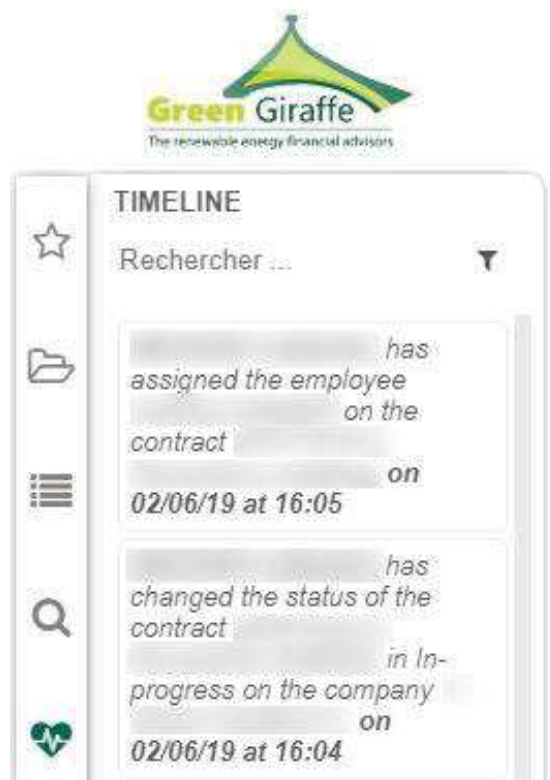 Green Giraffe
The renewable energy financial advisors
TIMELINE
Rechercher ...
has
assigned the employee
on the
contract
on
02/06/19 at 16:05
has
changed the status of the
contract
in In-
progress on the company
on
02/06/19 at 16:04